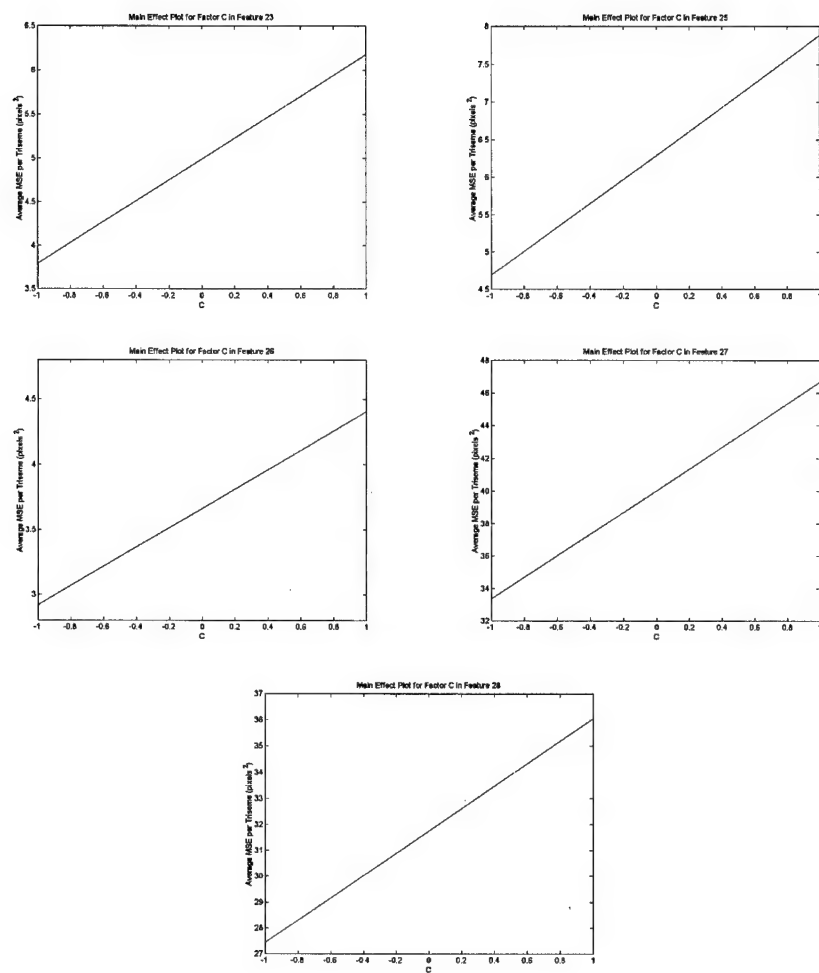 Main Effect Plot for Factor C in Feature 23
6.5
6
5.5
5
4.5
4
3.5
Average MSE per Triseme (pixels 2)
-1 -0.8 -0.6 -0.4 -0.2 0 0.2 0.4 0.6 0.8 1
C
Main Effect Plot for Factor C in Feature 25
8
7.5
7
6.5
6
5.5
5
4.5
Average MSE per Triseme (pixels 2)
-1 -0.8 -0.6 -0.4 -0.2 0 0.2 0.4 0.6 0.8 1
C
Main Effect Plot for Factor C in Feature 26
4.5
4
3.5
3
Average MSE per Triseme (pixels 2)
-1 -0.8 -0.6 -0.4 -0.2 0 0.2 0.4 0.6 0.8 1
C
Main Effect Plot for Factor C in Feature 27
48
46
44
42
40
38
36
34
32
Average MSE per Triseme (pixels 2)
-1 -0.8 -0.6 -0.4 -0.2 0 0.2 0.4 0.6 0.8 1
C
Main Effect Plot for Factor C in Feature 28
37
36
35
34
33
32
31
30
29
28
27
Average MSE per Triseme (pixels 2)
-1 -0.8 -0.6 -0.4 -0.2 0 0.2 0.4 0.6 0.8 1
C